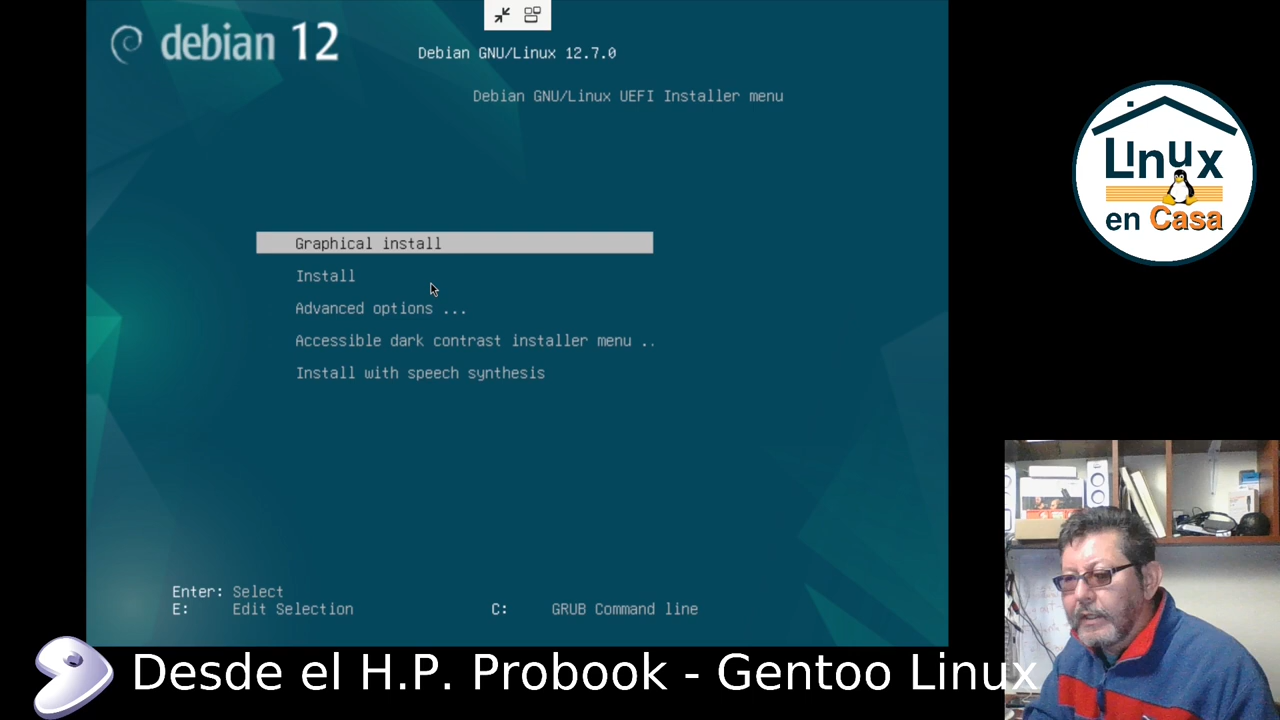 debian 12
Debian GNU/Linux 12.7.0
Debian GNU/Linux UEFI Installer menu
Linux
en Casa
Graphical install
Install
Advanced options ...
Accessible dark contrast installer menu ..
Install with speech synthesis
Enter: Select
E: Edit Selection
C: GRUB Command line
Desde el H.P. Probook - Gentoo Linux